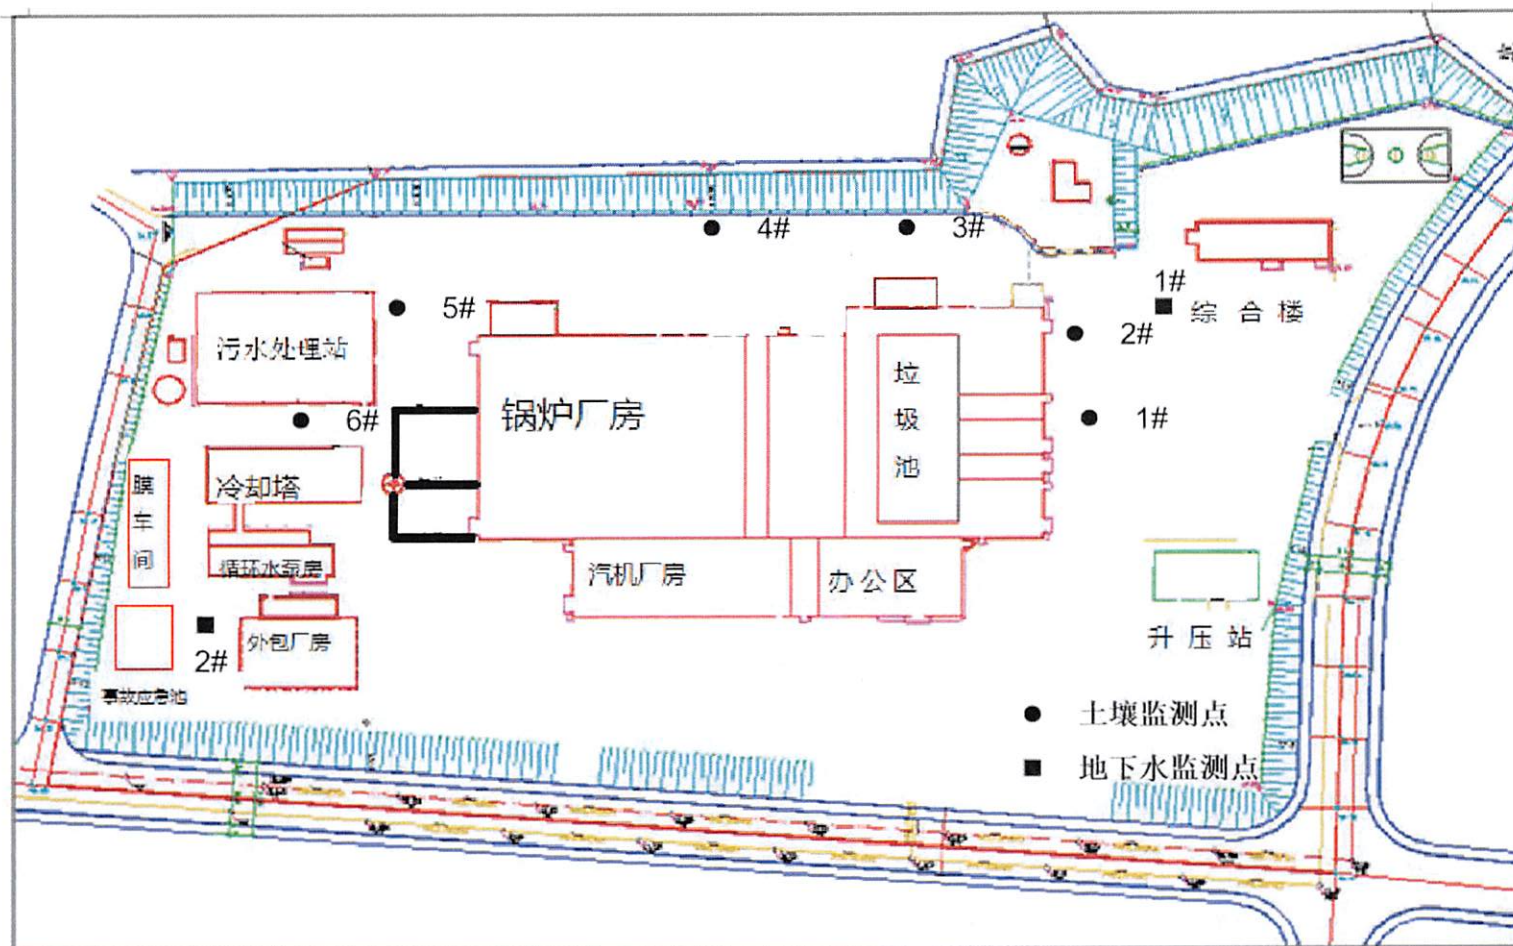 4#
3#
1#
综合楼
5#
2#
污水处理站
垃
圾
池
6#
锅炉厂房
1#
膜
车
间
冷却塔
循环水泵房
汽机厂房
办公区
2#
外包厂房
升压站
事故应急池
土壤监测点
地下水监测点